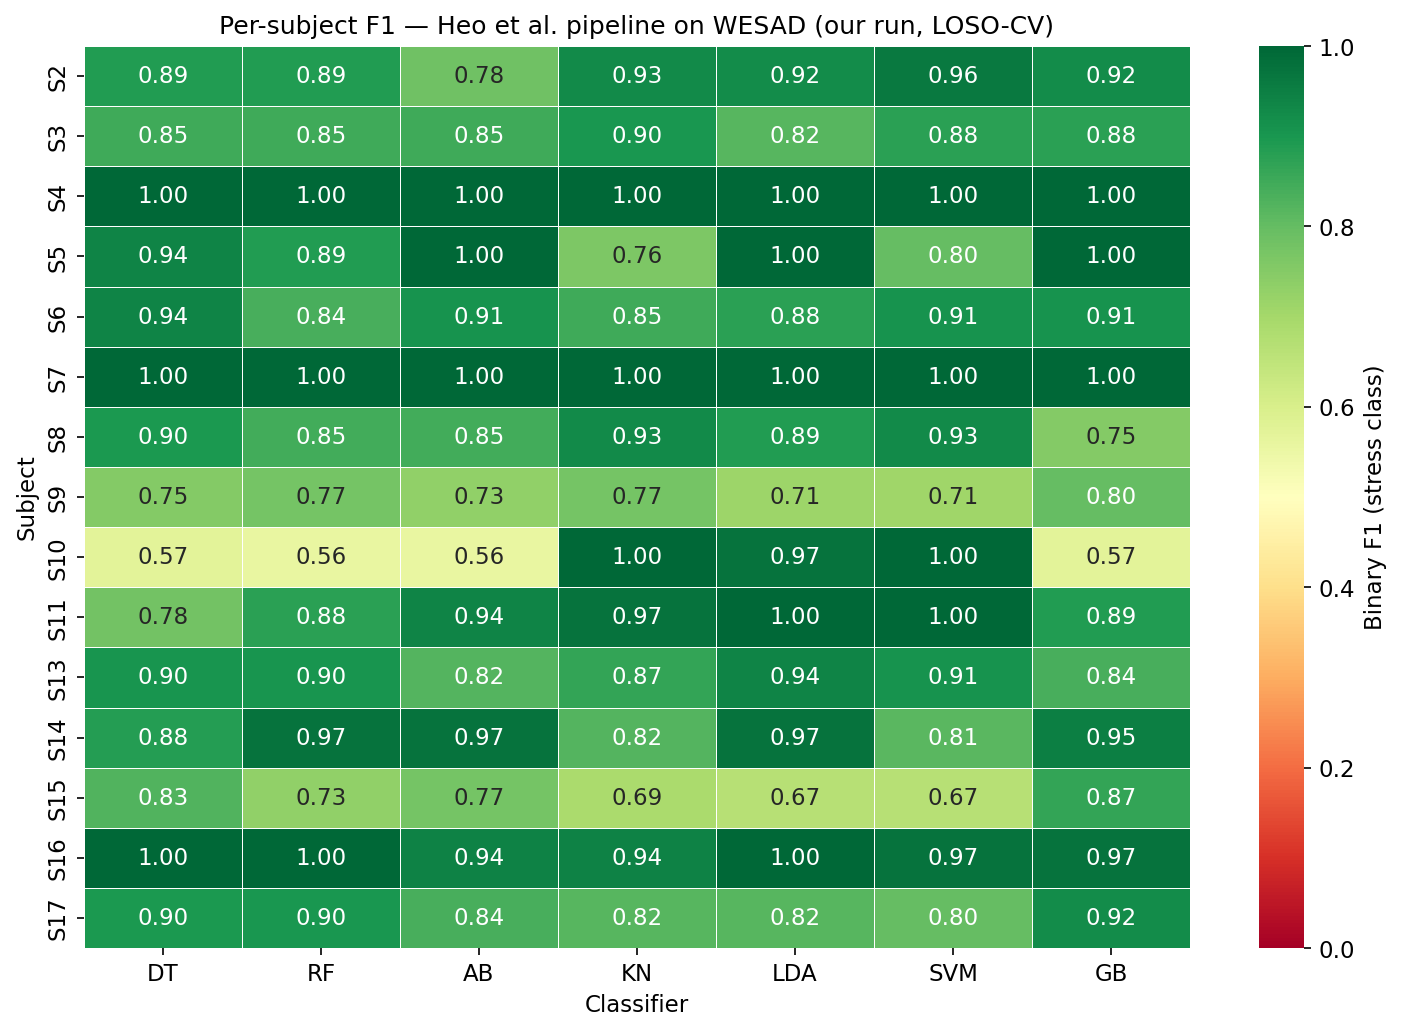 Per-subject F1 — Heo et al. pipeline on WESAD (our run, LOSO-CV)
Subject
S2 0.89 0.89 0.78 0.93 0.92 0.96 0.92
S3 0.85 0.85 0.85 0.90 0.82 0.88 0.88
S4 1.00 1.00 1.00 1.00 1.00 1.00 1.00
S5 0.94 0.89 1.00 0.76 1.00 0.80 1.00
S6 0.94 0.84 0.91 0.85 0.88 0.91 0.91
S7 1.00 1.00 1.00 1.00 1.00 1.00 1.00
S8 0.90 0.85 0.85 0.93 0.89 0.93 0.75
S9 0.75 0.77 0.73 0.77 0.71 0.71 0.80
S10 0.57 0.56 0.56 1.00 0.97 1.00 0.57
S11 0.78 0.88 0.94 0.97 1.00 1.00 0.89
S13 0.90 0.90 0.82 0.87 0.94 0.91 0.84
S14 0.88 0.97 0.97 0.82 0.97 0.81 0.95
S15 0.83 0.73 0.77 0.69 0.67 0.67 0.87
S16 1.00 1.00 0.94 0.94 1.00 0.97 0.97
S17 0.90 0.90 0.84 0.82 0.82 0.80 0.92
DT RF AB KN LDA SVM GB
Classifier
1.0
0.8
0.6
0.4
0.2
0.0
Binary F1 (stress class)